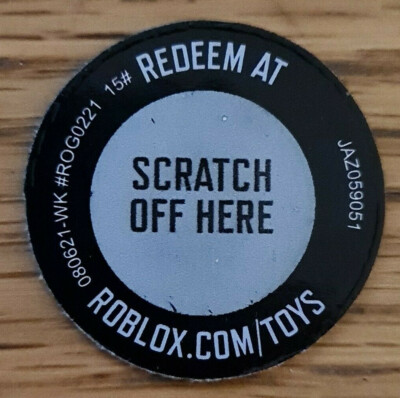 REDEEM AT
SCRATCH
OFF HERE
ROBLOX.COM/TOYS
080621-WK #ROG0221 15#
JAZ059051